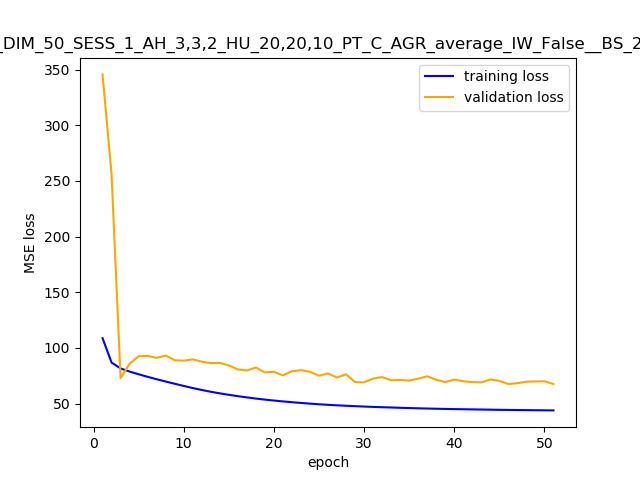 _DIM_50_SESS_1_AH_3,3,2_HU_20,20,10_PT_C_AGR_average_IW_False__BS_2
training loss
validation loss
350
300
250
200
150
100
50
MSE loss
0 10 20 30 40 50
epoch